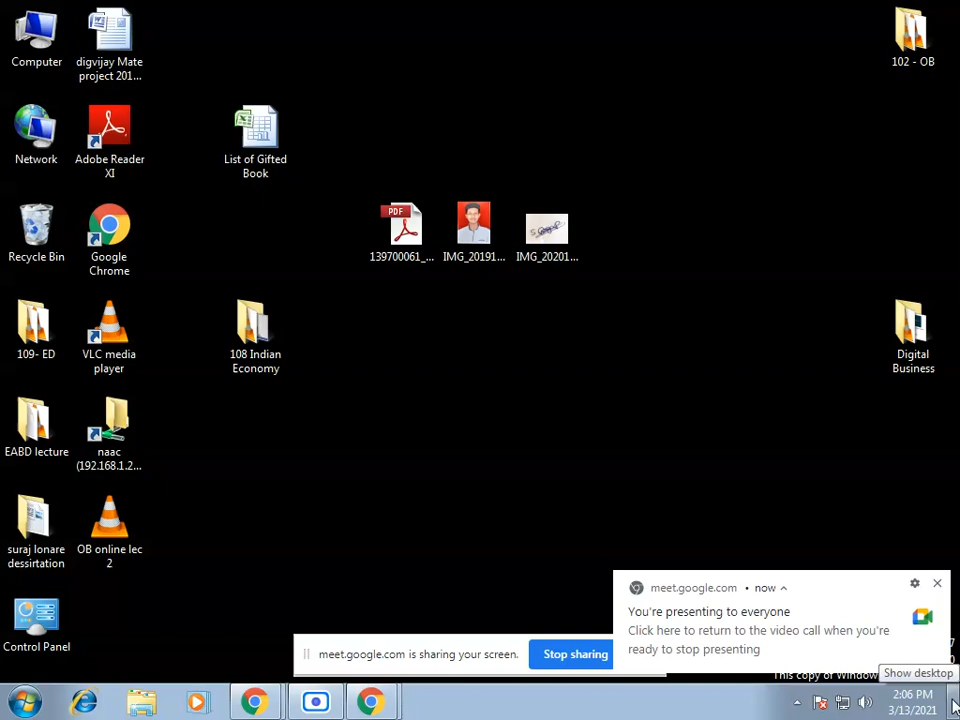 Computer
digvijay Mate
project 201...
102 - OB
Network
Adobe Reader
XI
List of Gifted
Book
Recycle Bin
Google
Chrome
PDF
139700061_...
IMG_20191...
IMG_20201...
109- ED
VLC media
player
108 Indian
Economy
Digital
Business
EABD lecture
naac
(192.168.1.2...
suraj lonare
dessirtation
OB online lec
2
Control Panel
meet.google.com • now
You're presenting to everyone
Click here to return to the video call when you're
ready to stop presenting
meet.google.com is sharing your screen.
Stop sharing
This copy of Window
Show desktop
2:06 PM
3/13/2021